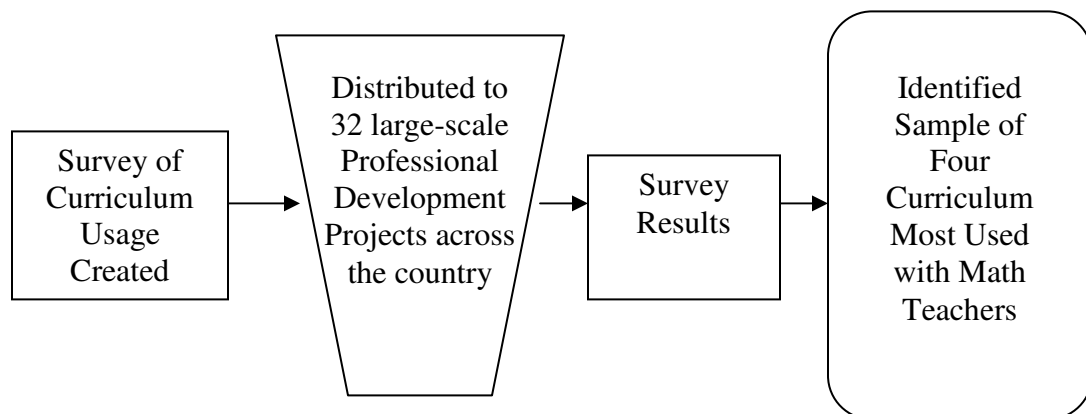 Survey of
Curriculum
Usage
Created
Distributed to
32 large-scale
Professional
Development
Projects across
the country
Survey
Results
Identified
Sample of
Four
Curriculum
Most Used
with Math
Teachers